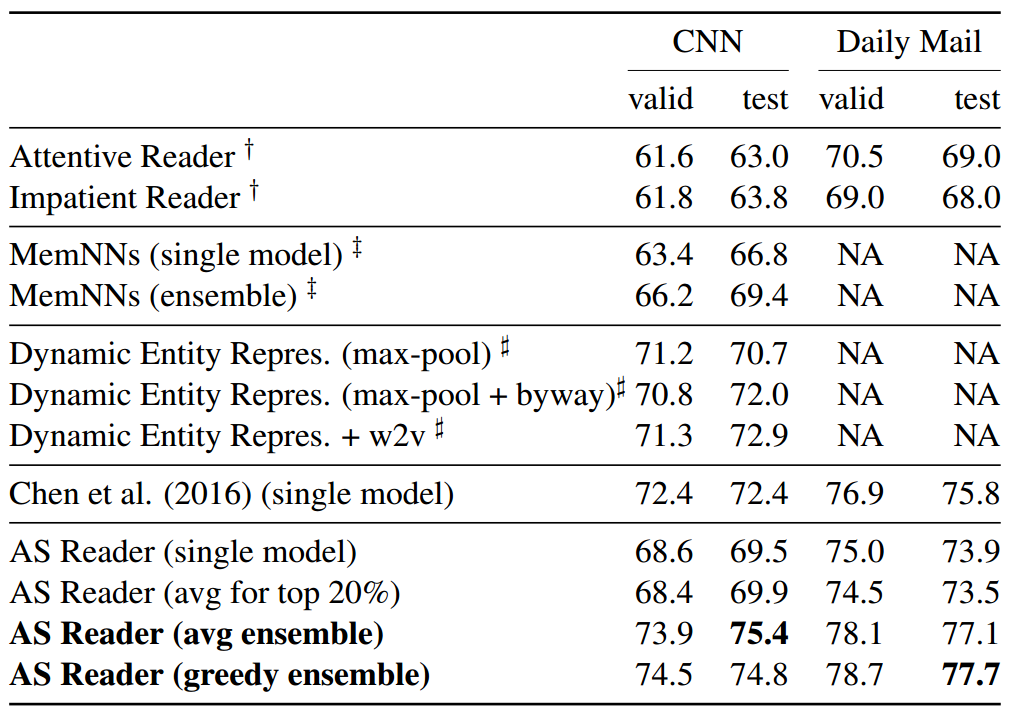 CNN Daily Mail
valid test valid test
Attentive Reader † 61.6 63.0 70.5 69.0
Impatient Reader † 61.8 63.8 69.0 68.0
MemNNs (single model) ‡ 63.4 66.8 NA NA
MemNNs (ensemble) ‡ 66.2 69.4 NA NA
Dynamic Entity Repres. (max-pool) ♯ 71.2 70.7 NA NA
Dynamic Entity Repres. (max-pool + byway)♯ 70.8 72.0 NA NA
Dynamic Entity Repres. + w2v ♯ 71.3 72.9 NA NA
Chen et al. (2016) (single model) 72.4 72.4 76.9 75.8
AS Reader (single model) 68.6 69.5 75.0 73.9
AS Reader (avg for top 20%) 68.4 69.9 74.5 73.5
AS Reader (avg ensemble) 73.9 75.4 78.1 77.1
AS Reader (greedy ensemble) 74.5 74.8 78.7 77.7